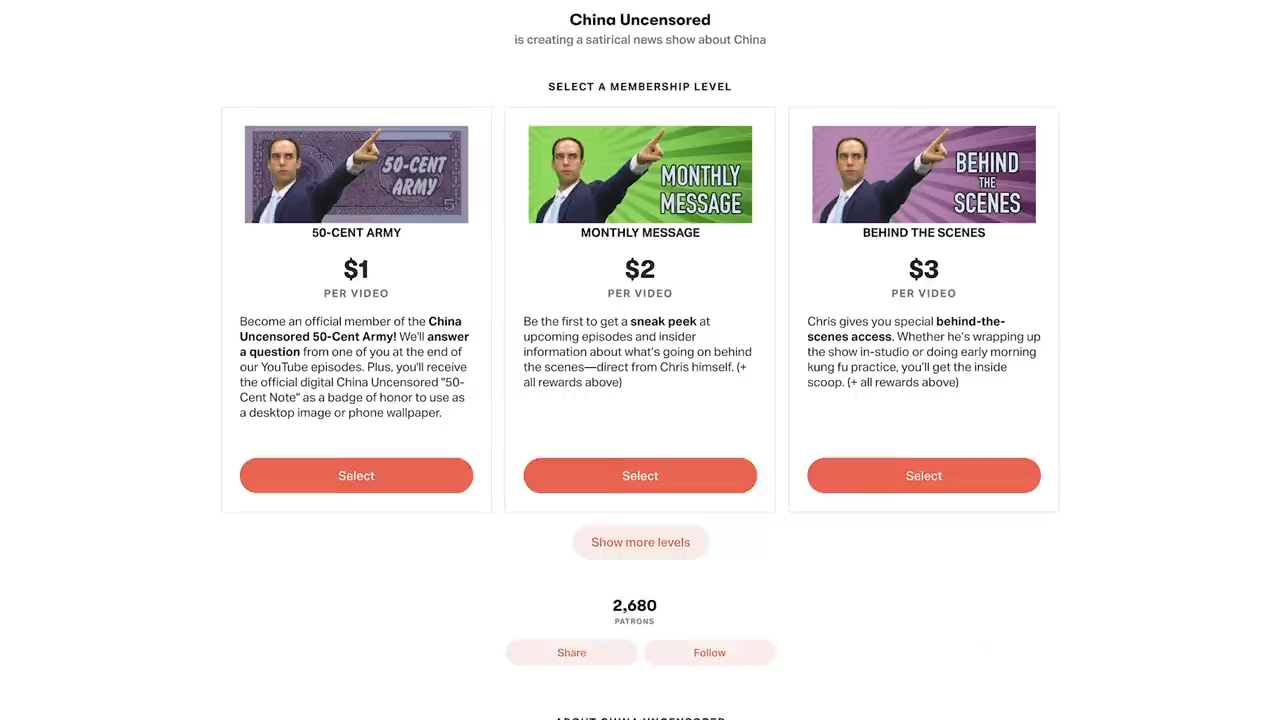 China Uncensored
is creating a satirical news show about China
SELECT A MEMBERSHIP LEVEL
50-CENT
ARMY
5
50-CENT ARMY
$1
PER VIDEO
Become an official member of the China
Uncensored 50-Cent Army! We'll answer
a question from one of you at the end of
our YouTube episodes. Plus, you'll receive
the official digital China Uncensored "50-
Cent Note" as a badge of honor to use as
a desktop image or phone wallpaper.
Select
MONTHLY
MESSAGE
MONTHLY MESSAGE
$2
PER VIDEO
Be the first to get a sneak peek at
upcoming episodes and insider
information about what's going on behind
the scenes—direct from Chris himself. (+
all rewards above)
Select
BEHIND
THE
SCENES
BEHIND THE SCENES
$3
PER VIDEO
Chris gives you special behind-the-
scenes access. Whether he's wrapping up
the show in-studio or doing early morning
kung fu practice, you'll get the inside
scoop. (+ all rewards above)
Select
Show more levels
2,680
PATRONS
Share
Follow
ABOUT CHINA UNCENSORED